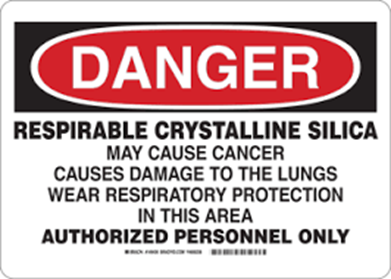 DANGER
RESPIRABLE CRYSTALLINE SILICA
MAY CAUSE CANCER
CAUSES DAMAGE TO THE LUNGS
WEAR RESPIRATORY PROTECTION
IN THIS AREA
AUTHORIZED PERSONNEL ONLY